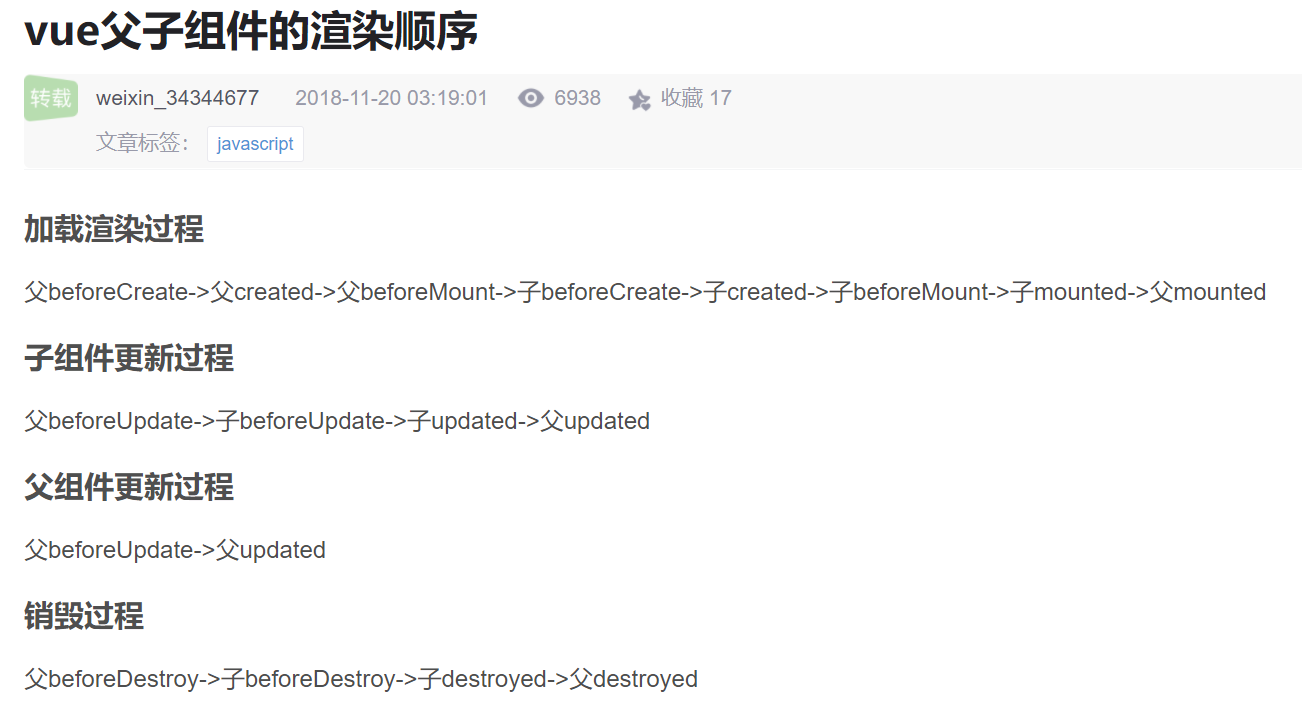 vue父子组件的渲染顺序
转载 weixin_34344677 2018-11-20 03:19:01 6938 收藏 17
文章标签： javascript
加载渲染过程
父beforeCreate->父created->父beforeMount->子beforeCreate->子created->子beforeMount->子mounted->父mounted
子组件更新过程
父beforeUpdate->子beforeUpdate->子updated->父updated
父组件更新过程
父beforeUpdate->父updated
销毁过程
父beforeDestroy->子beforeDestroy->子destroyed->父destroyed